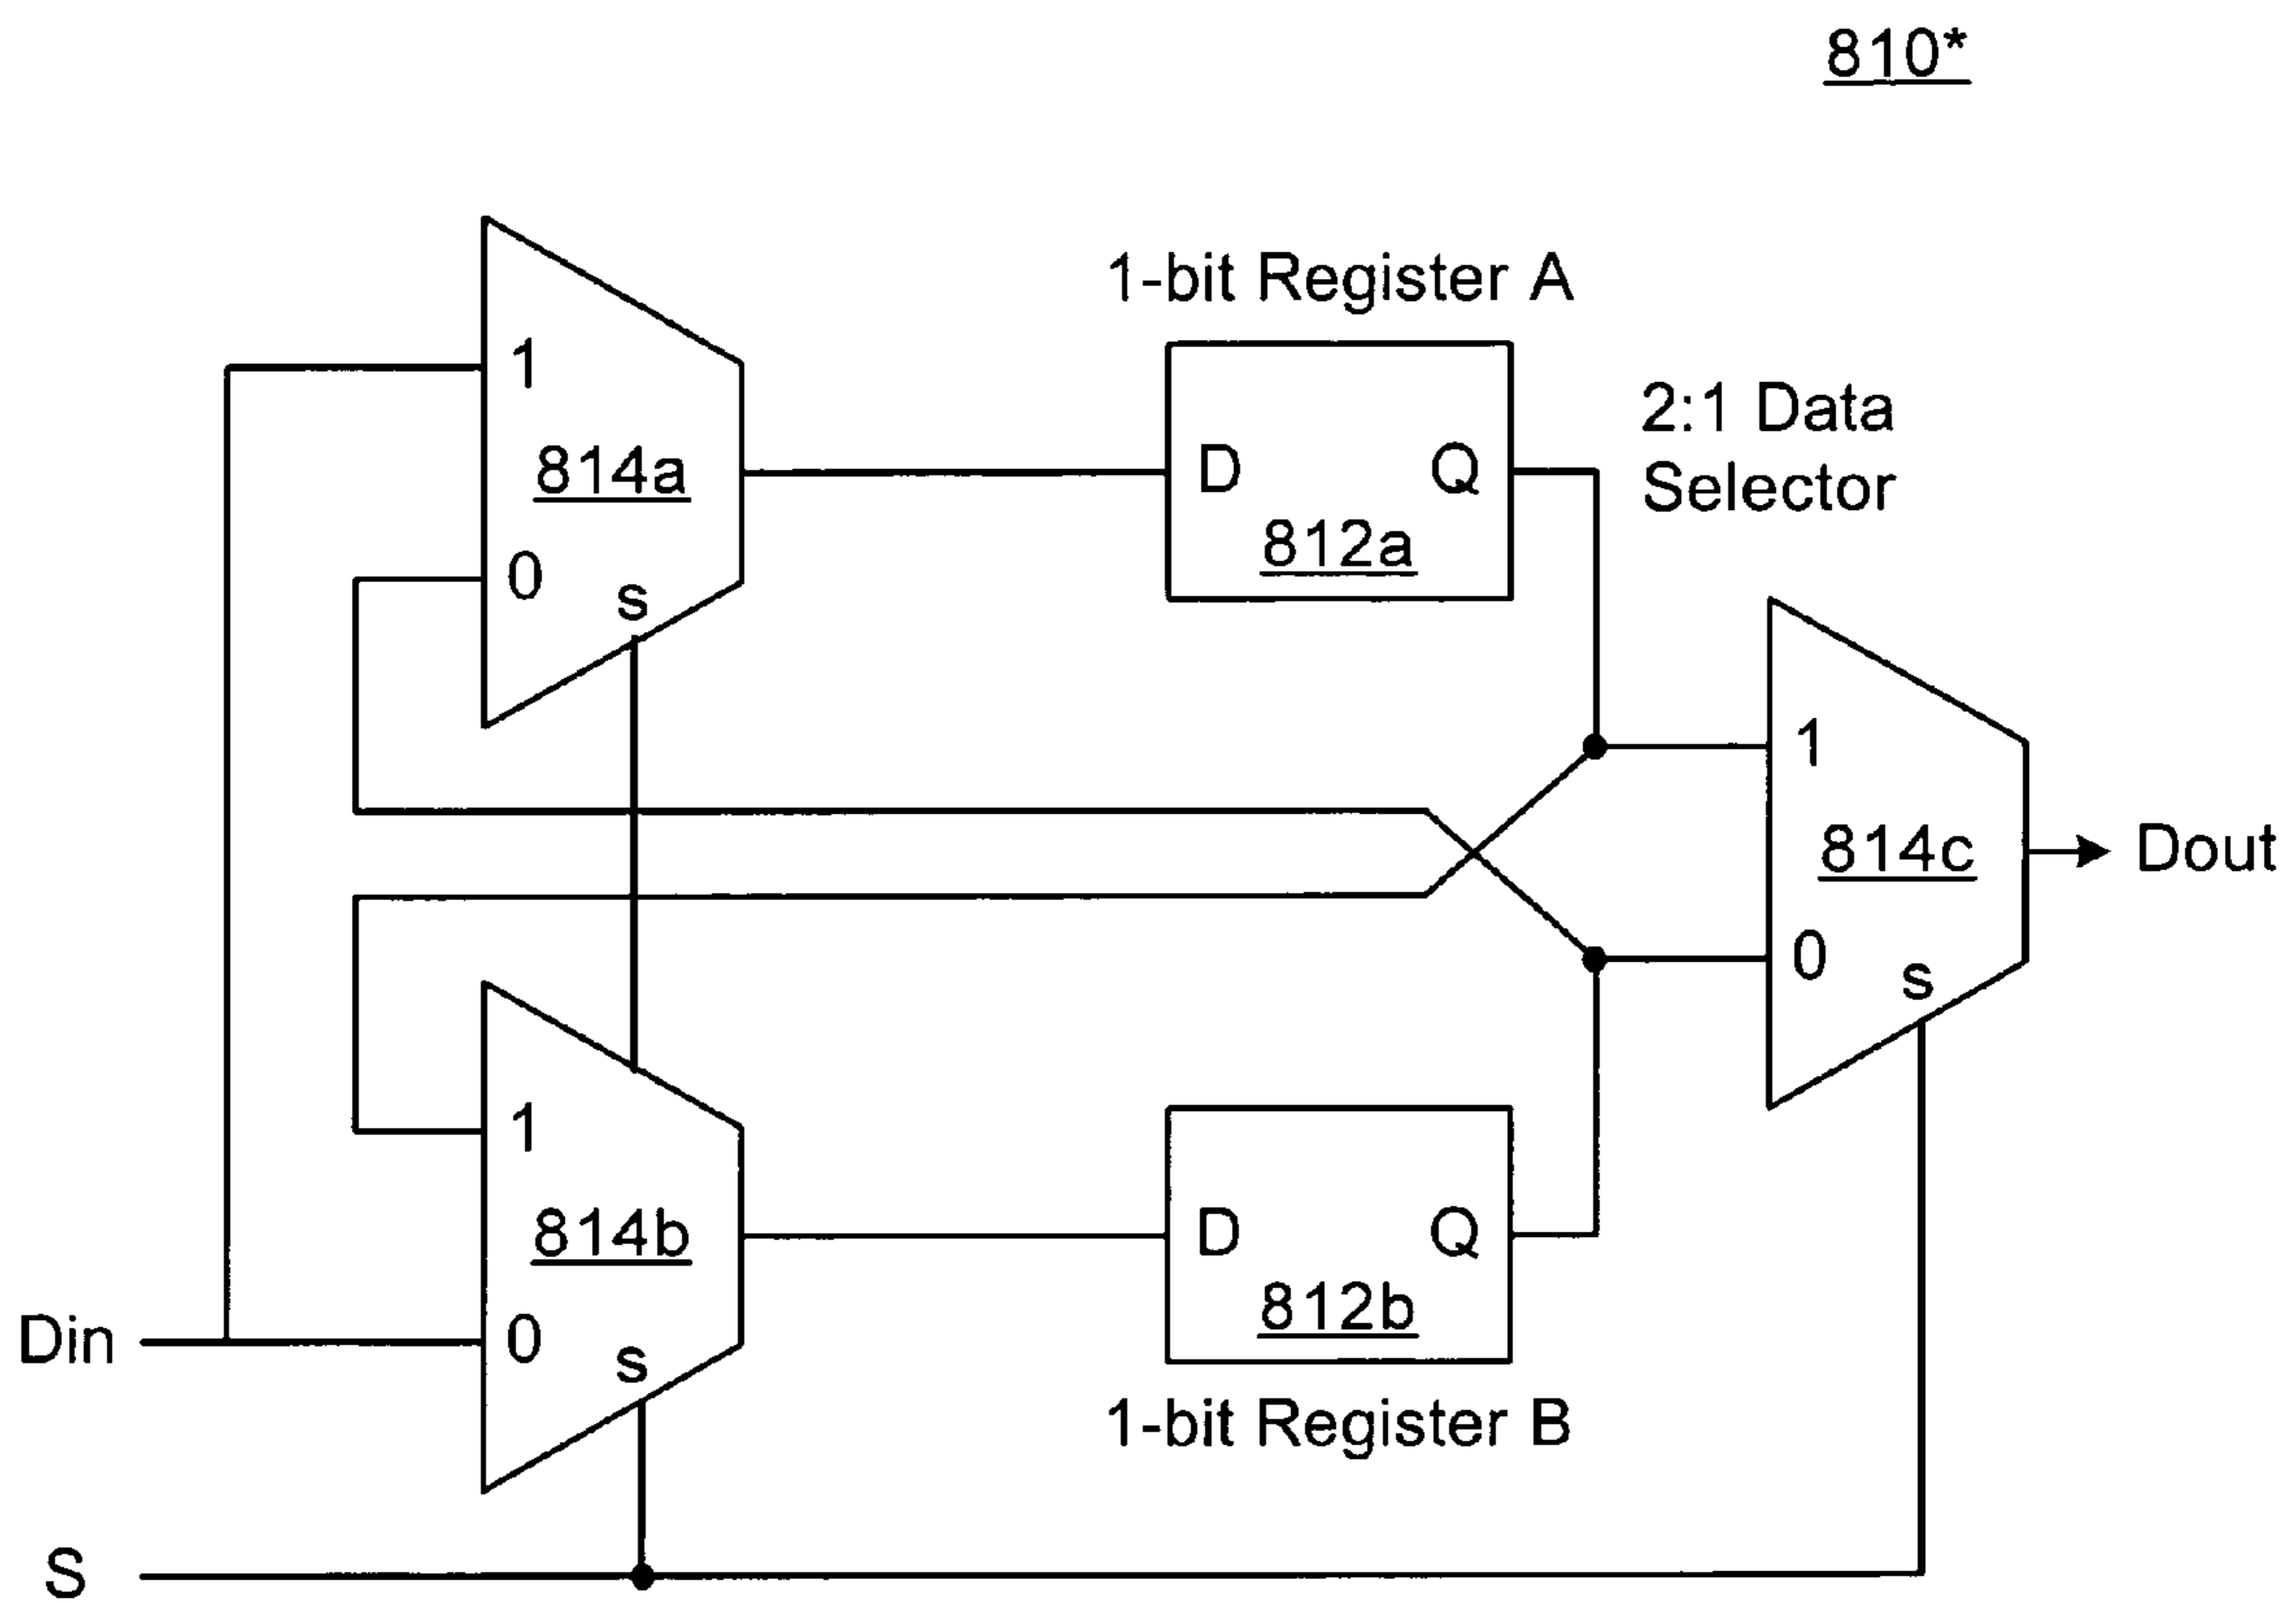 810*
1-bit Register A
2:1 Data
Selector
1
814a
0
s
D
Q
812a
1
814c
0
s
Dout
1
814b
0
s
D
Q
812b
1-bit Register B
Din
S